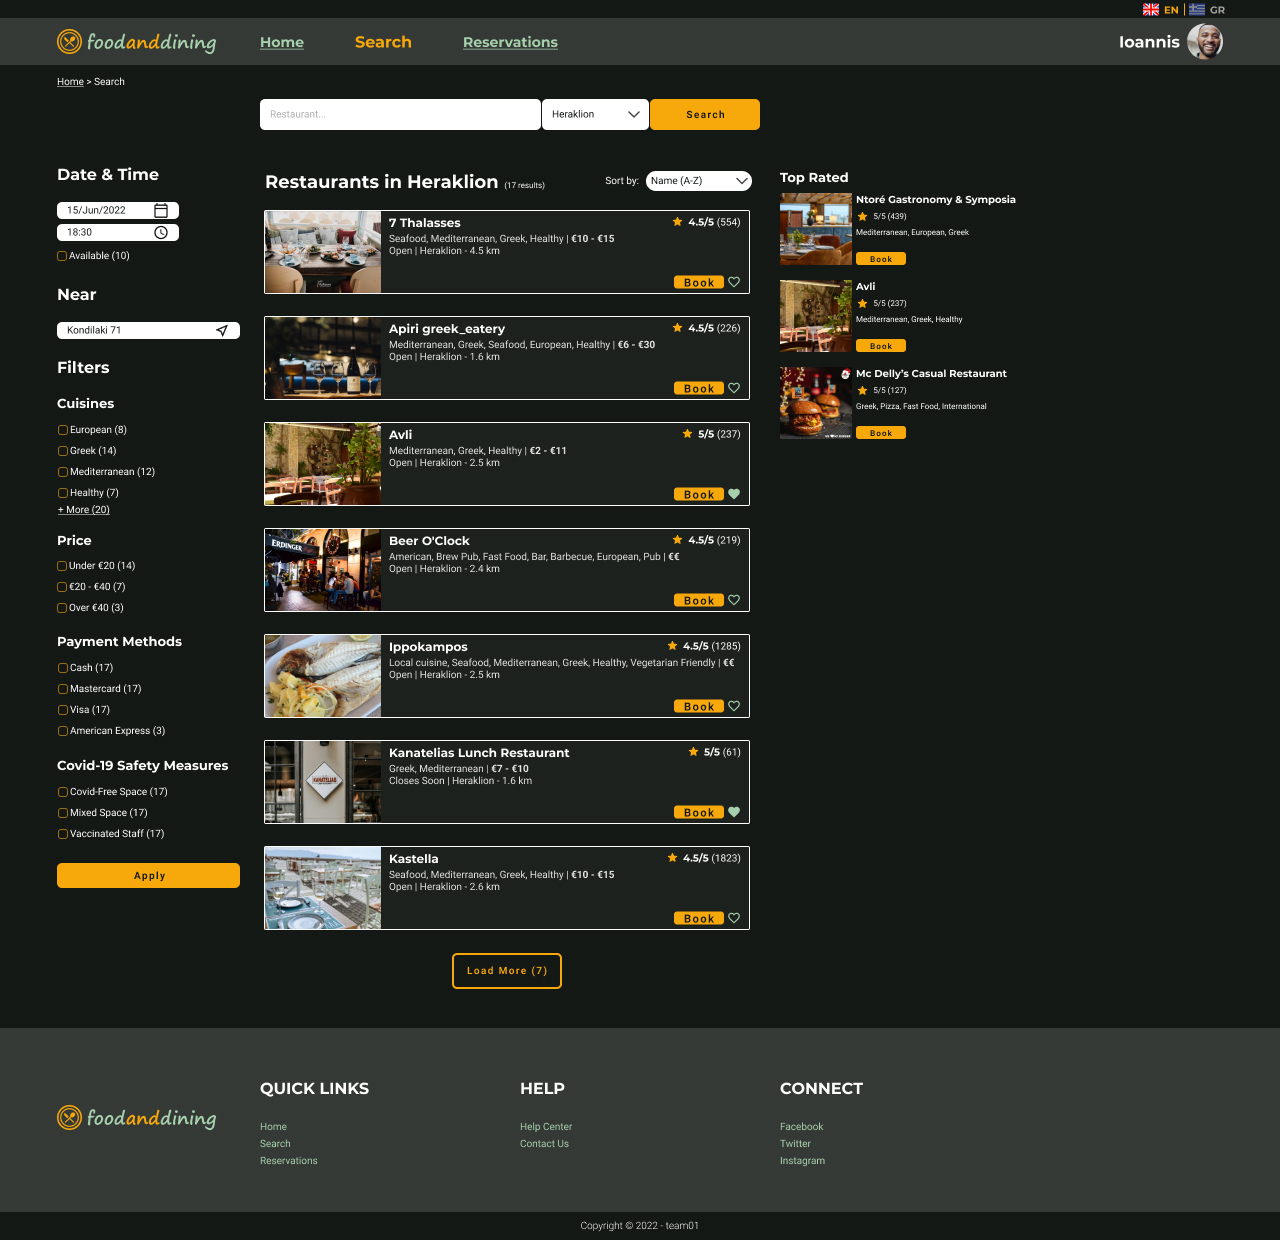 EN | GR
foodanddining
Home
Search
Reservations
Ioannis
Home > Search
Restaurant...
Heraklion
Search
Date & Time
15/Jun/2022
18:30
Available (10)
Near
Kondilaki 71
Filters
Cuisines
European (8)
Greek (14)
Mediterranean (12)
Healthy (7)
+ More (20)
Price
Under €20 (14)
€20 - €40 (7)
Over €40 (3)
Payment Methods
Cash (17)
Mastercard (17)
Visa (17)
American Express (3)
Covid-19 Safety Measures
Covid-Free Space (17)
Mixed Space (17)
Vaccinated Staff (17)
Apply
Restaurants in Heraklion (17 results)
Sort by: Name (A-Z)
7 Thalasses
4.5/5 (554)
Seafood, Mediterranean, Greek, Healthy | €10 - €15
Open | Heraklion - 4.5 km
Book
Apiri greek_eatery
4.5/5 (226)
Mediterranean, Greek, Seafood, European, Healthy | €6 - €30
Open | Heraklion - 1.6 km
Book
Avli
5/5 (237)
Mediterranean, Greek, Healthy | €2 - €11
Open | Heraklion - 2.5 km
Book
ERDINGER
Beer O'Clock
4.5/5 (219)
American, Brew Pub, Fast Food, Bar, Barbecue, European, Pub | €€
Open | Heraklion - 2.4 km
Book
Ippokampos
4.5/5 (1285)
Local cuisine, Seafood, Mediterranean, Greek, Healthy, Vegetarian Friendly | €€
Open | Heraklion - 2.5 km
Book
KANATELIAS
Kanatelias Lunch Restaurant
5/5 (61)
Greek, Mediterranean | €7 - €10
Closes Soon | Heraklion - 1.6 km
Book
Kastella
4.5/5 (1823)
Seafood, Mediterranean, Greek, Healthy | €10 - €15
Open | Heraklion - 2.6 km
Book
Load More (7)
Top Rated
Ntoré Gastronomy & Symposia
5/5 (439)
Mediterranean, European, Greek
Book
Avli
5/5 (237)
Mediterranean, Greek, Healthy
Book
Mc Delly's Casual Restaurant
5/5 (127)
Greek, Pizza, Fast Food, International
Book
foodanddining
QUICK LINKS
Home
Search
Reservations
HELP
Help Center
Contact Us
CONNECT
Facebook
Twitter
Instagram
Copyright © 2022 - team01